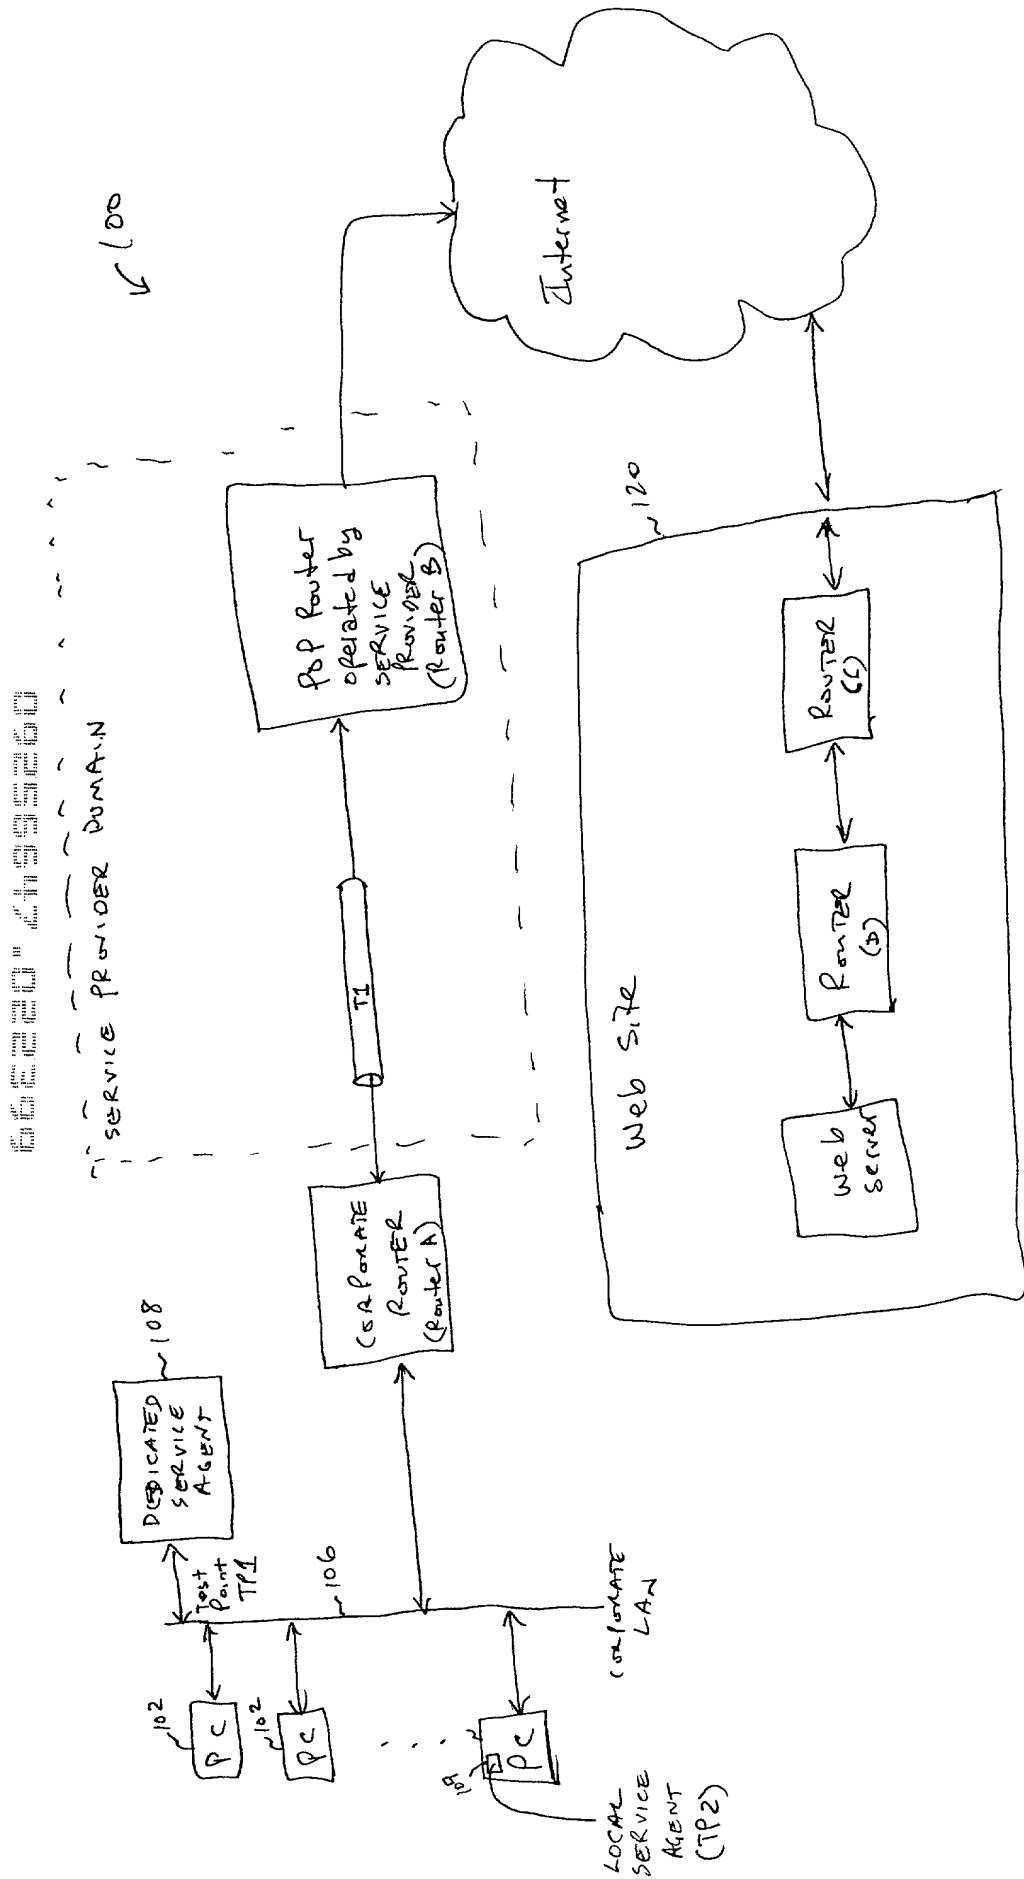 09255647.022399
100
SERVICE PROVIDER DOMAIN
DEDICATED
SERVICE
AGENT
108
Test
Point
TP1
102
PC
102
PC
106
PC
LOCAL
SERVICE
AGENT
(TP2)
CORPORATE
LAN
CORPORATE
ROUTER
(Router A)
T1
POP Router
operated by
SERVICE
PROVIDER
(Router B)
Internet
120
Web Site
Web
Server
ROUTER
(D)
ROUTER
(C)